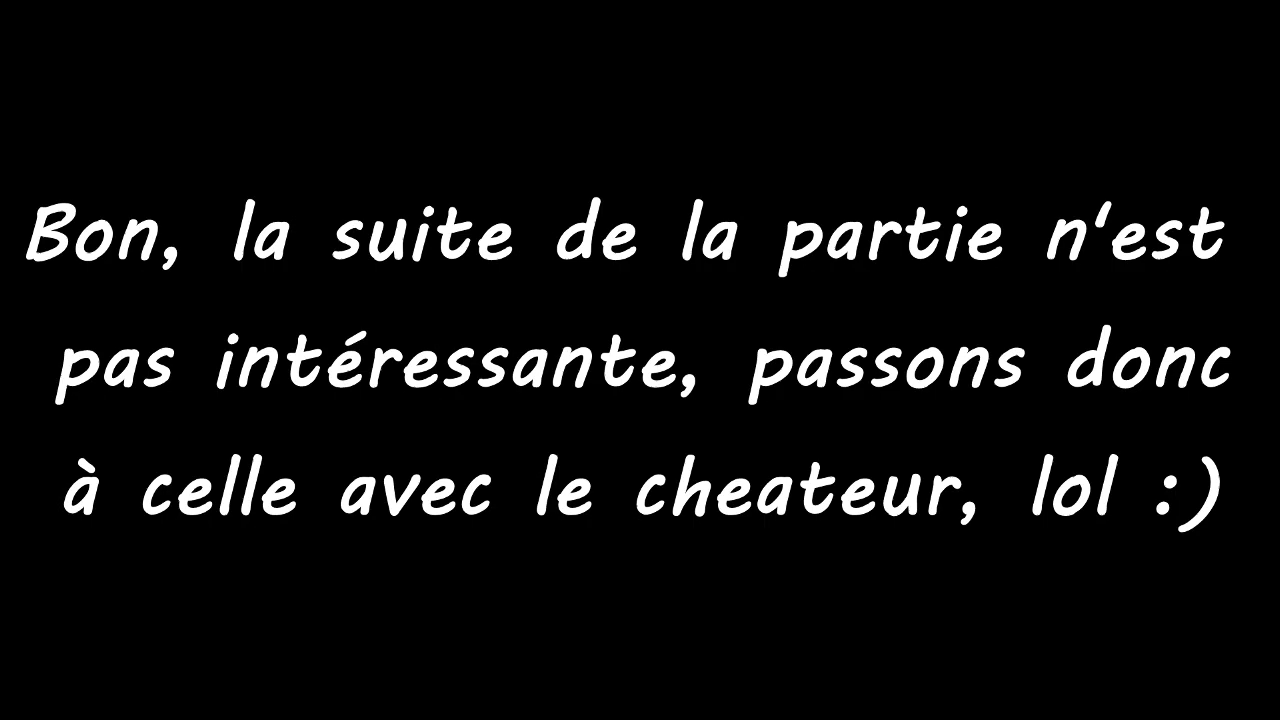 Bon, la suite de la partie n'est
pas intéressante, passons donc
à celle avec le cheateur, lol :)